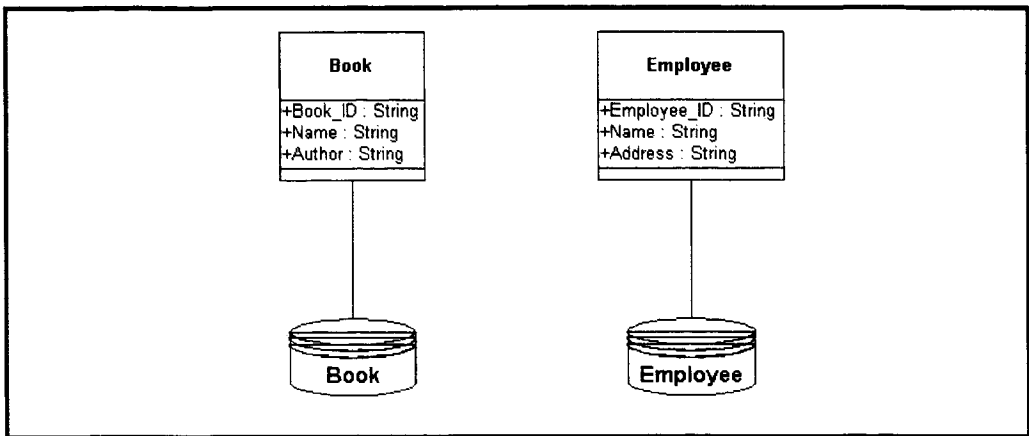 Book
+Book_ID : String
+Name : String
+Author : String
Employee
+Employee_ID : String
+Name : String
+Address : String
Book
Employee